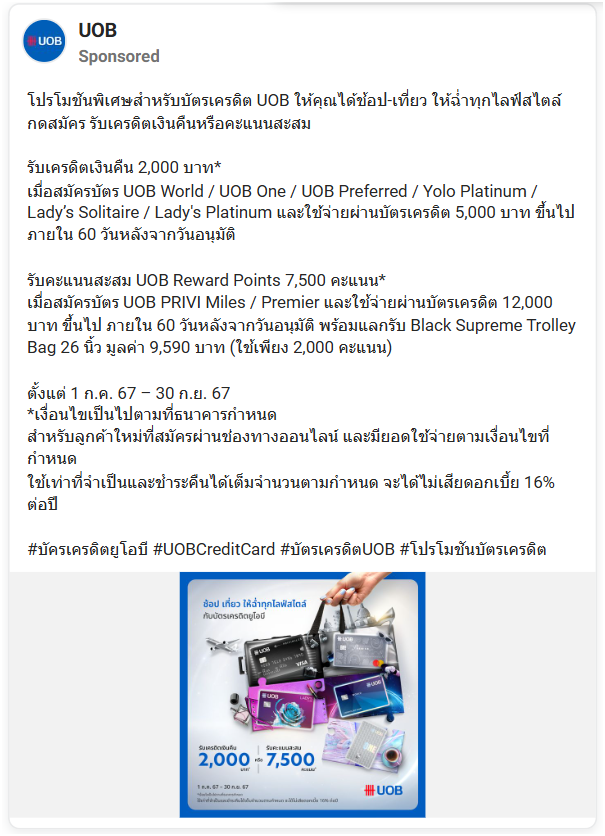 UOB
UOB
Sponsored
โปรโมชันพิเศษสำหรับบัตรเครดิต UOB ให้คุณได้ช้อป-เที่ยว ให้ฉ่ำทุกไลฟ์สไตล์
กดสมัคร รับเครดิตเงินคืนหรือคะแนนสะสม
รับเครดิตเงินคืน 2,000 บาท*
เมื่อสมัครบัตร UOB World / UOB One / UOB Preferred / Yolo Platinum /
Lady’s Solitaire / Lady's Platinum และใช้จ่ายผ่านบัตรเครดิต 5,000 บาท ขึ้นไป
ภายใน 60 วันหลังจากวันอนุมัติ
รับคะแนนสะสม UOB Reward Points 7,500 คะแนน*
เมื่อสมัครบัตร UOB PRIVI Miles / Premier และใช้จ่ายผ่านบัตรเครดิต 12,000
บาท ขึ้นไป ภายใน 60 วันหลังจากวันอนุมัติ พร้อมแลกรับ Black Supreme Trolley
Bag 26 นิ้ว มูลค่า 9,590 บาท (ใช้เพียง 2,000 คะแนน)
ตั้งแต่ 1 ก.ค. 67 – 30 ก.ย. 67
*เงื่อนไขเป็นไปตามที่ธนาคารกำหนด
สำหรับลูกค้าใหม่ที่สมัครผ่านช่องทางออนไลน์ และมียอดใช้จ่ายตามเงื่อนไขที่
กำหนด
ใช้เท่าที่จำเป็นและชำระคืนได้เต็มจำนวนตามกำหนด จะได้ไม่เสียดอกเบี้ย 16%
ต่อปี
#บัครเครดิตยูโอบี #UOBCreditCard #บัตรเครดิตUOB #โปรโมชันบัตรเครดิต
ช้อป เที่ยว ให้ฉ่ำทุกไลฟ์สไตล์
กับบัตรเครดิตยูโอบี
UOB
UOB
VISA
UOB
UOB
รับเครดิตเงินคืน
2,000
บาท*
หรือ
รับคะแนนสะสม
7,500
คะแนน*
1 ก.ค. 67 - 30 ก.ย. 67
UOB